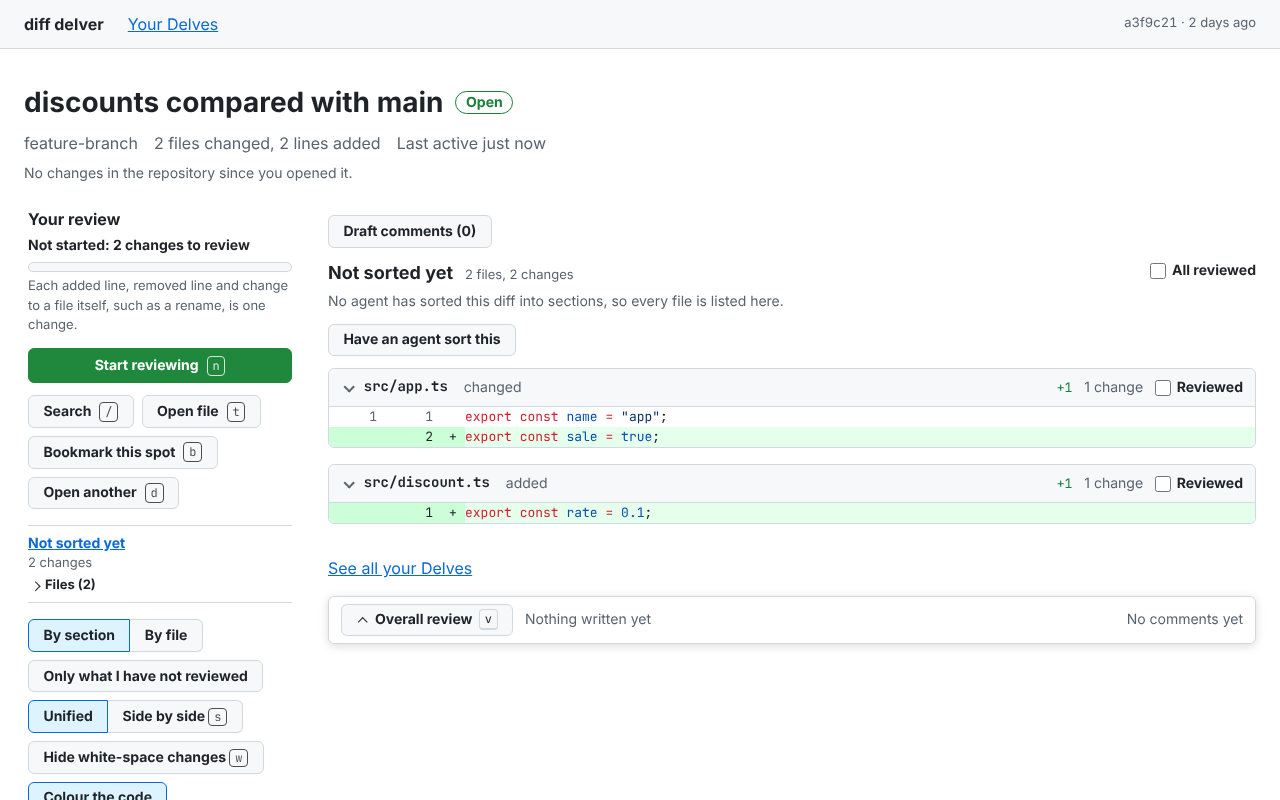 diff delver Your Delves a3f9c21 · 2 days ago
discounts compared with main Open
feature-branch 2 files changed, 2 lines added Last active just now
No changes in the repository since you opened it.
Your review
Not started: 2 changes to review
Each added line, removed line and change
to a file itself, such as a rename, is one
change.
Start reviewing n
Search / Open file t
Bookmark this spot b
Open another d
Not sorted yet
2 changes
Files (2)
By section By file
Only what I have not reviewed
Unified Side by side s
Hide white-space changes w
Colour the code
Draft comments (0)
Not sorted yet 2 files, 2 changes All reviewed
No agent has sorted this diff into sections, so every file is listed here.
Have an agent sort this
src/app.ts changed +1 1 change Reviewed
1 1 export const name = "app";
2 + export const sale = true;
src/discount.ts added +1 1 change Reviewed
1 + export const rate = 0.1;
See all your Delves
Overall review v Nothing written yet No comments yet